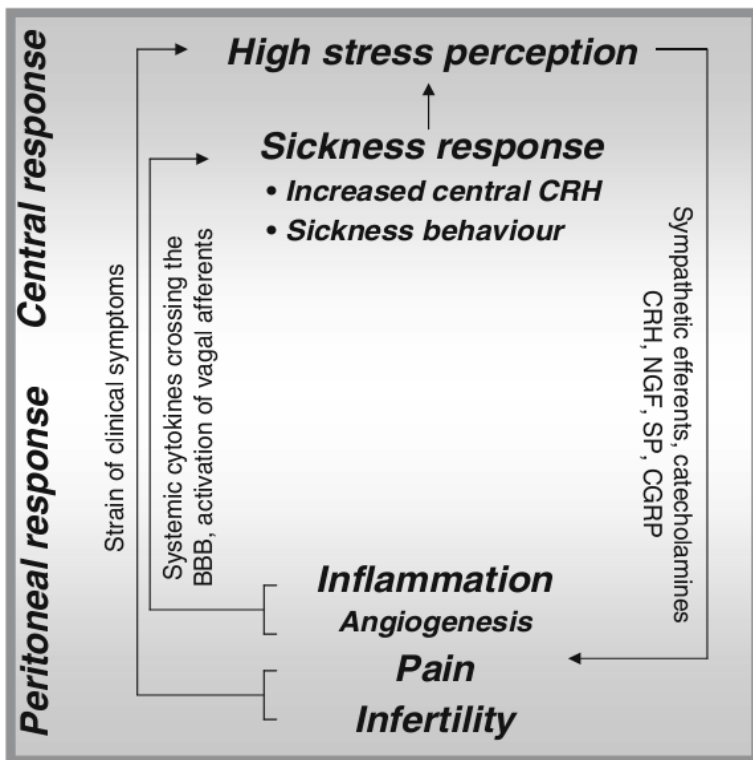 Central response
Peritoneal response
High stress perception
Sickness response
• Increased central CRH
• Sickness behaviour
Strain of clinical symptoms
Systemic cytokines crossing the
BBB, activation of vagal afferents
Sympathetic efferents, catecholamines
CRH, NGF, SP, CGRP
Inflammation
Angiogenesis
Pain
Infertility